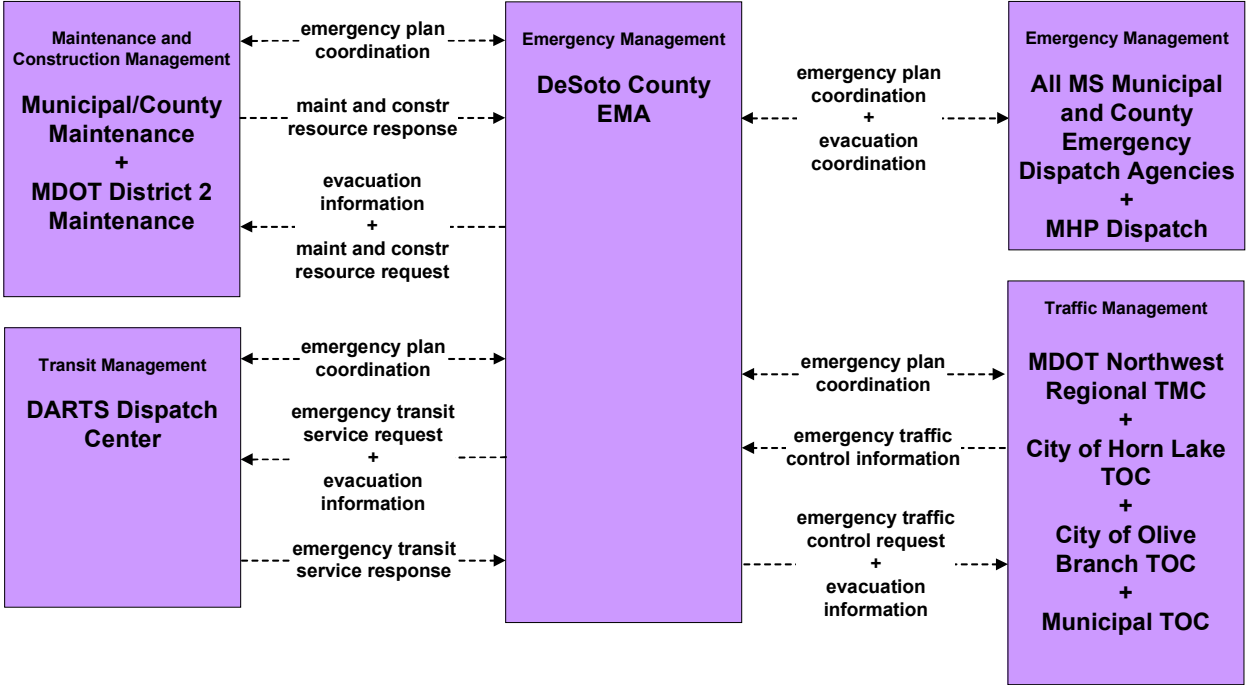 Maintenance and
Construction Management
Municipal/County
Maintenance
+
MDOT District 2
Maintenance
emergency plan
coordination
maint and constr
resource response
evacuation
information
+
maint and constr
resource request
Transit Management
DARTS Dispatch
Center
emergency plan
coordination
emergency transit
service request
+
evacuation
information
emergency transit
service response
Emergency Management
DeSoto County
EMA
emergency plan
coordination
+
evacuation
coordination
Emergency Management
All MS Municipal
and County
Emergency
Dispatch Agencies
+
MHP Dispatch
emergency plan
coordination
emergency traffic
control information
emergency traffic
control request
+
evacuation
information
Traffic Management
MDOT Northwest
Regional TMC
+
City of Horn Lake
TOC
+
City of Olive
Branch TOC
+
Municipal TOC